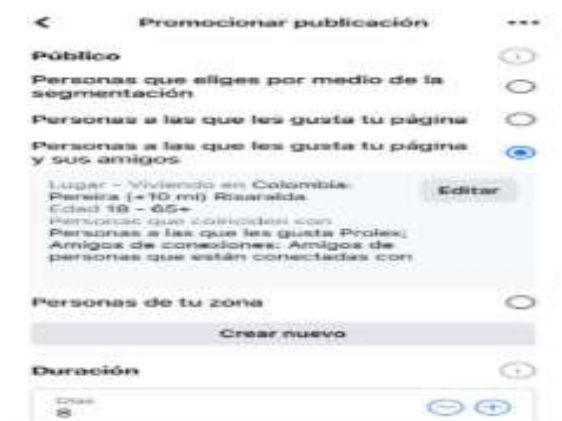 Promocionar publicación
Público
Personas que eliges por medio de la
segmentación
Personas a las que les gusta tu página
Personas a las que les gusta tu página
y sus amigos
Lugar - Viviendo en Colombia:
Pereira (+10 mi) Risaralda
Edad 18 - 65+
Personas que coinciden con
Personas a las que les gusta Prolex;
Amigos de conexiones: Amigos de
personas que están conectadas con
Editar
Personas de tu zona
Crear nuevo
Duración
Días
8